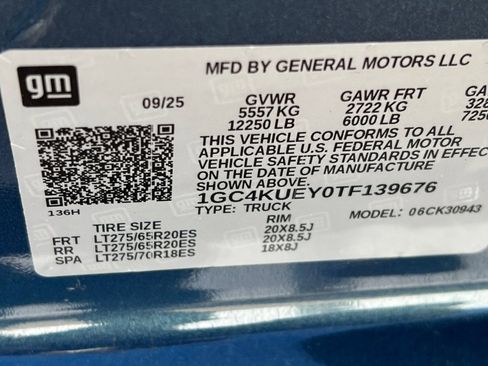 gm
MFD BY GENERAL MOTORS LLC
09/25 GVWR GAWR FRT GA
5557 KG 2722 KG 328
12250 LB 6000 LB 7250
THIS VEHICLE CONFORMS TO ALL
APPLICABLE U.S. FEDERAL MOTOR
VEHICLE SAFETY STANDARDS IN EFFEC
ON THE DATE OF MANUFACTURE
SHOWN ABOVE.
1GC4KUEY0TF139676
136H TYPE: TRUCK MODEL: 06CK30943
TIRE SIZE RIM
FRT LT275/65R20ES 20X8.5J
RR LT275/65R20ES 20X8.5J
SPA LT275/70R18ES 18X8J